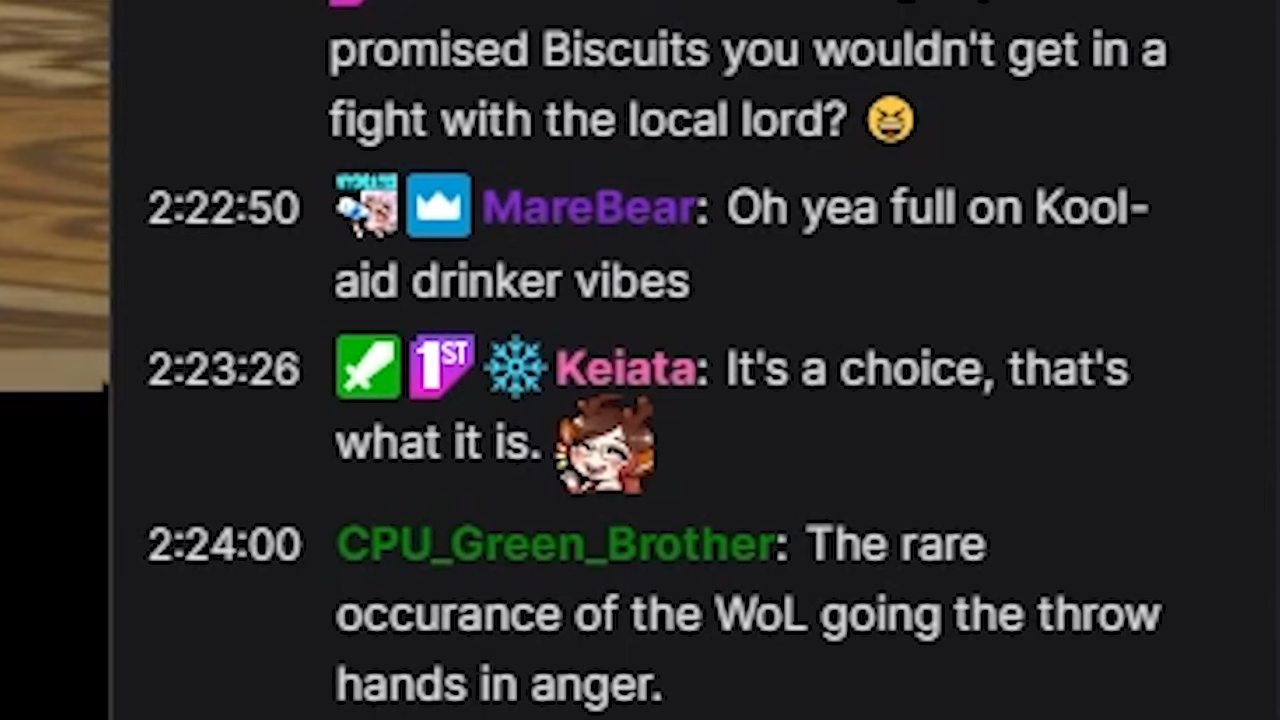 promised Biscuits you wouldn't get in a
fight with the local lord? 😆
2:22:50 MareBear: Oh yea full on Kool-
aid drinker vibes
2:23:26 1ST Keiata: It's a choice, that's
what it is.
2:24:00 CPU_Green_Brother: The rare
occurance of the WoL going the throw
hands in anger.